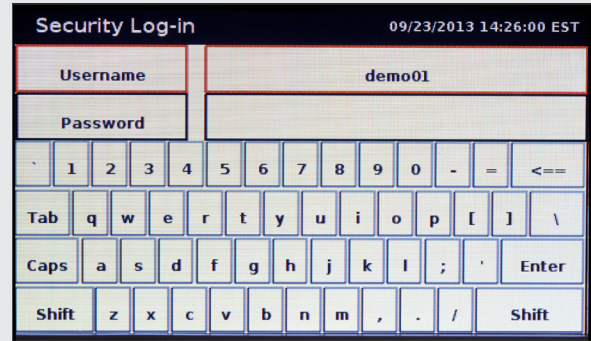 Security Log-in 09/23/2013 14:26:00 EST
Username demo01
Password
` 1 2 3 4 5 6 7 8 9 0 - = <==
Tab q w e r t y u i o p [ ] \
Caps a s d f g h j k l ; ' Enter
Shift z x c v b n m , . / Shift